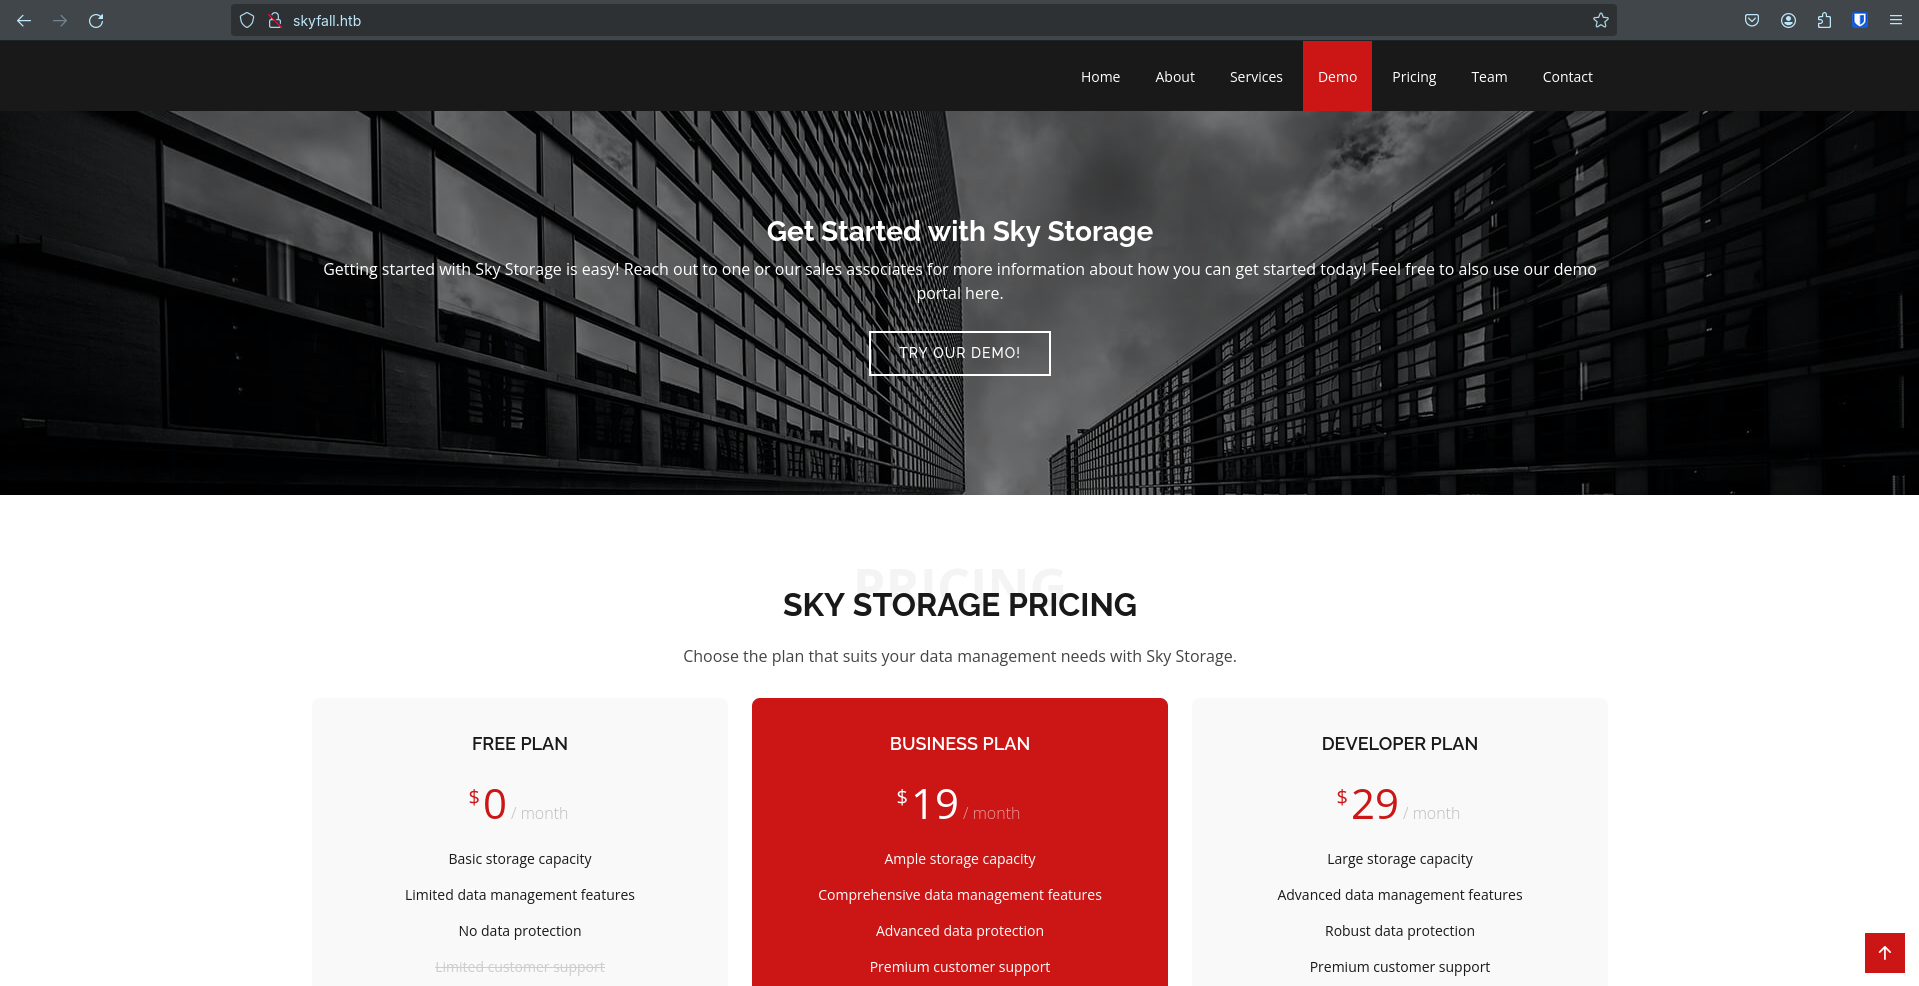 skyfall.htb
Home About Services Demo Pricing Team Contact
Get Started with Sky Storage
Getting started with Sky Storage is easy! Reach out to one or our sales associates for more information about how you can get started today! Feel free to also use our demo
portal here.
TRY OUR DEMO!
PRICING
SKY STORAGE PRICING
Choose the plan that suits your data management needs with Sky Storage.
FREE PLAN
$0 / month
Basic storage capacity
Limited data management features
No data protection
Limited customer support
BUSINESS PLAN
$19 / month
Ample storage capacity
Comprehensive data management features
Advanced data protection
Premium customer support
DEVELOPER PLAN
$29 / month
Large storage capacity
Advanced data management features
Robust data protection
Premium customer support